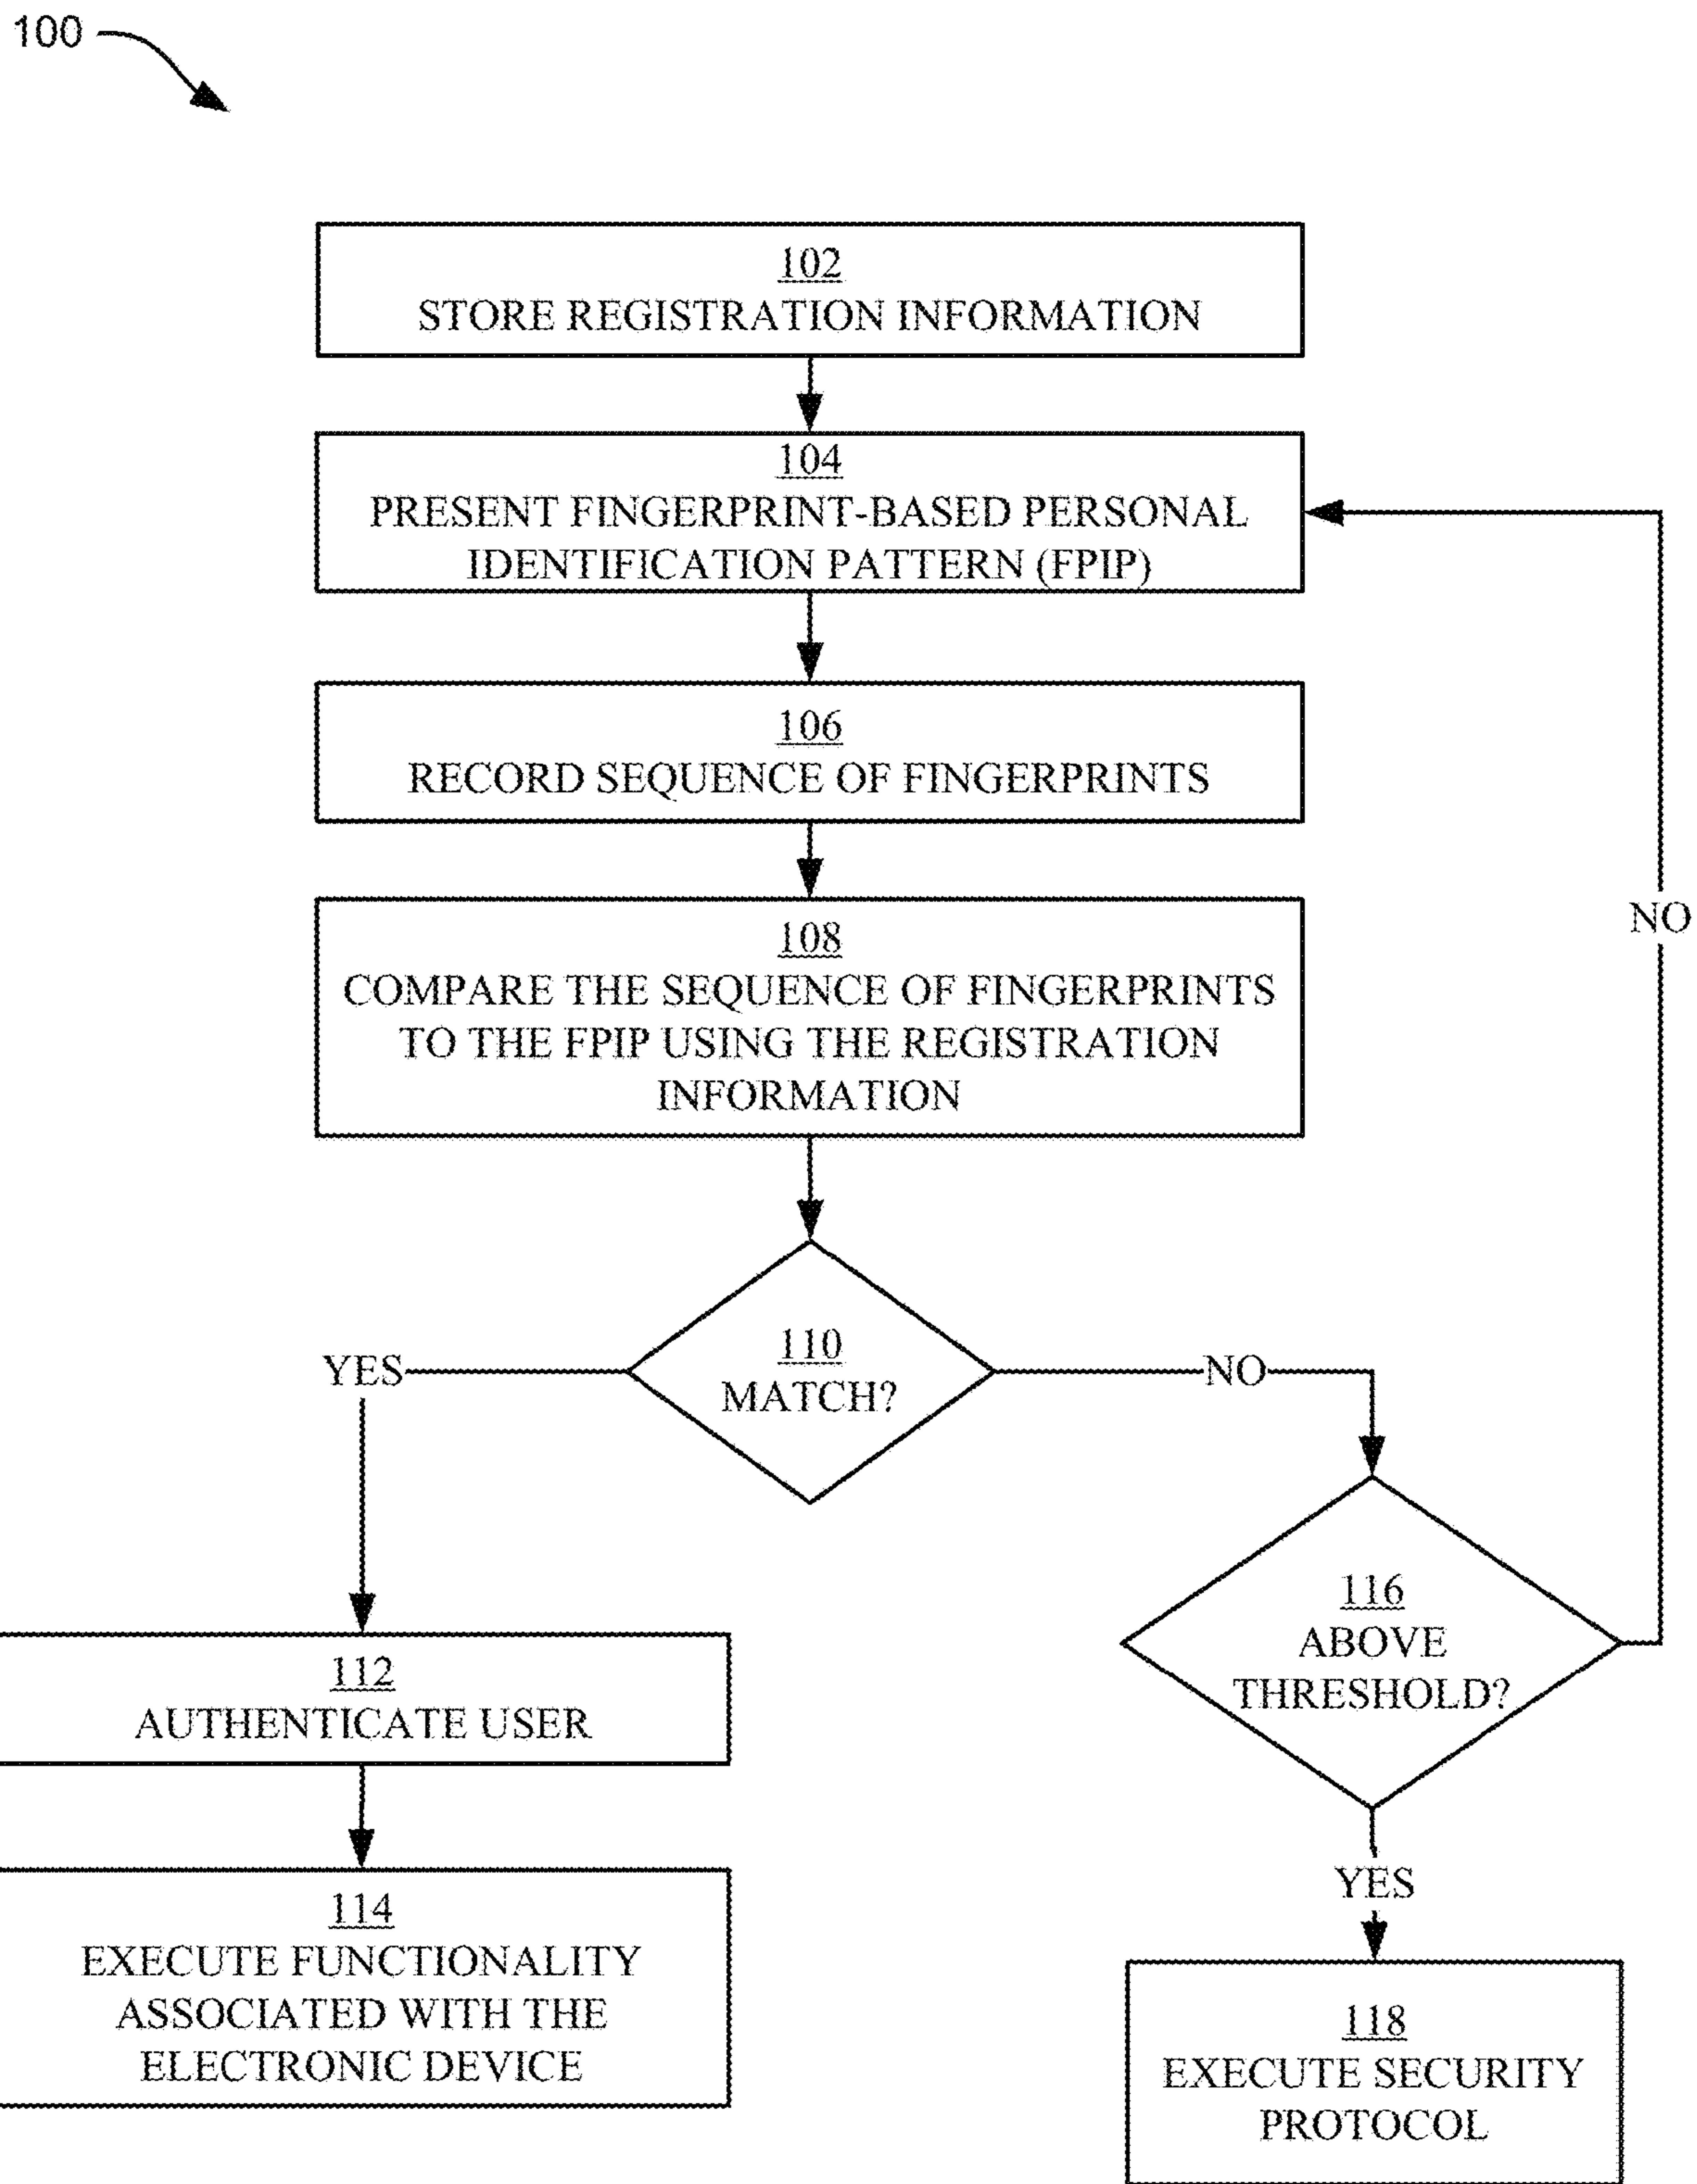 100
102
STORE REGISTRATION INFORMATION
104
PRESENT FINGERPRINT-BASED PERSONAL
IDENTIFICATION PATTERN (FPIP)
106
RECORD SEQUENCE OF FINGERPRINTS
108
COMPARE THE SEQUENCE OF FINGERPRINTS
TO THE FPIP USING THE REGISTRATION
INFORMATION
NO
110
MATCH?
YES
NO
112
AUTHENTICATE USER
114
EXECUTE FUNCTIONALITY
ASSOCIATED WITH THE
ELECTRONIC DEVICE
116
ABOVE
THRESHOLD?
YES
118
EXECUTE SECURITY
PROTOCOL